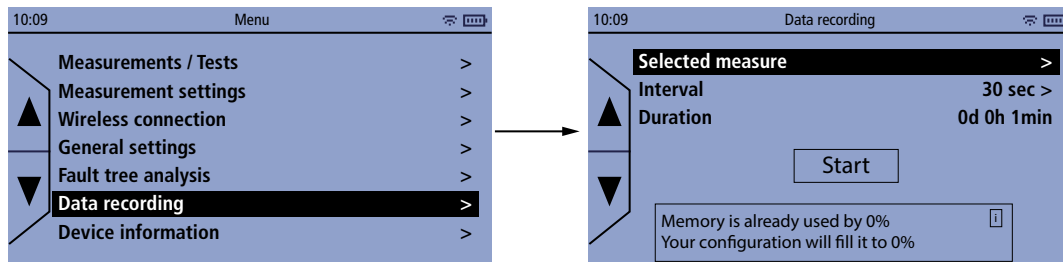 10:09 Menu
Measurements / Tests >
Measurement settings >
Wireless connection >
General settings >
Fault tree analysis >
Data recording >
Device information >
10:09 Data recording
Selected measure >
Interval 30 sec >
Duration 0d 0h 1min
Start
Memory is already used by 0% i
Your configuration will fill it to 0%